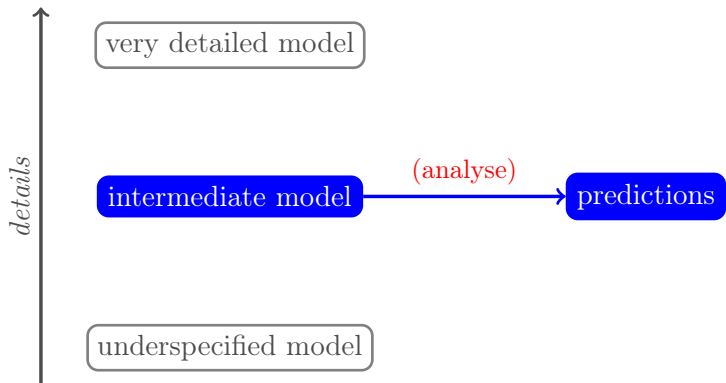 very detailed model
details
(analyse)
intermediate model
predictions
underspecified model